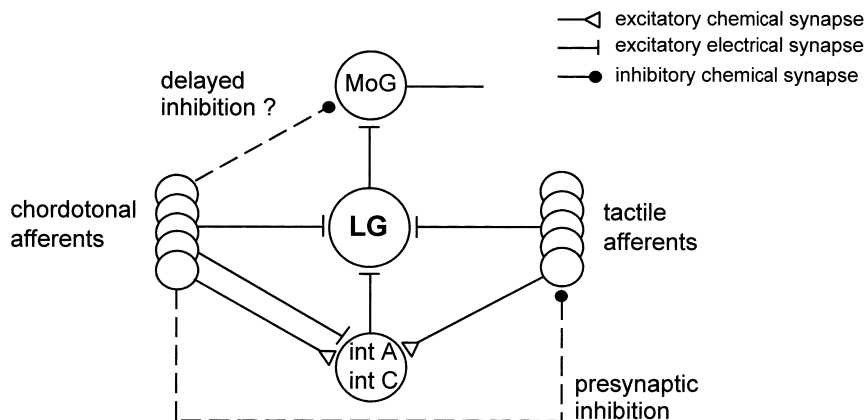 excitatory chemical synapse
excitatory electrical synapse
inhibitory chemical synapse
delayed
inhibition ?
MoG
chordotonal
afferents
LG
tactile
afferents
int A
int C
presynaptic
inhibition